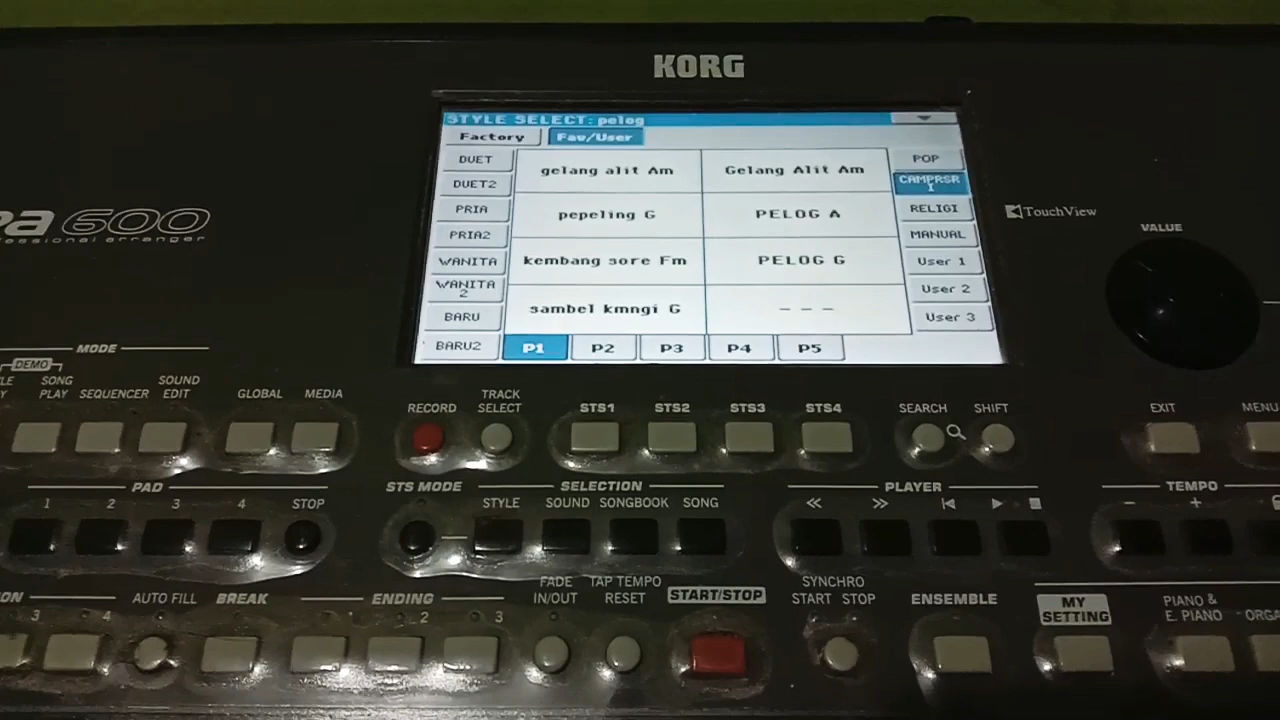 KORG
STYLE SELECT: pelog
Factory Fav/User
DUET gelang alit Am Gelang Alit Am POP
DUET2 CAMPRSR
1
PRIA pepeling G PELOG A RELIGI
PRIA2 MANUAL
WANITA kembang sore Fm PELOG G User 1
WANITA
2 User 2
BARU sambel kmngi G - - - User 3
BARU2 P1 P2 P3 P4 P5
a 600
TouchView
VALUE
MODE
DEMO
SONG
PLAY SEQUENCER SOUND
EDIT GLOBAL MEDIA
RECORD TRACK
SELECT STS1 STS2 STS3 STS4 SEARCH SHIFT EXIT MENU
PAD
1 2 3 4 STOP
STS MODE SELECTION
STYLE SOUND SONGBOOK SONG
PLAYER
TEMPO
- +
3 4 AUTO FILL BREAK
ENDING
2 3
FADE
IN/OUT
TAP TEMPO
RESET
START/STOP
SYNCHRO
START STOP
ENSEMBLE
MY
SETTING
PIANO &
E. PIANO